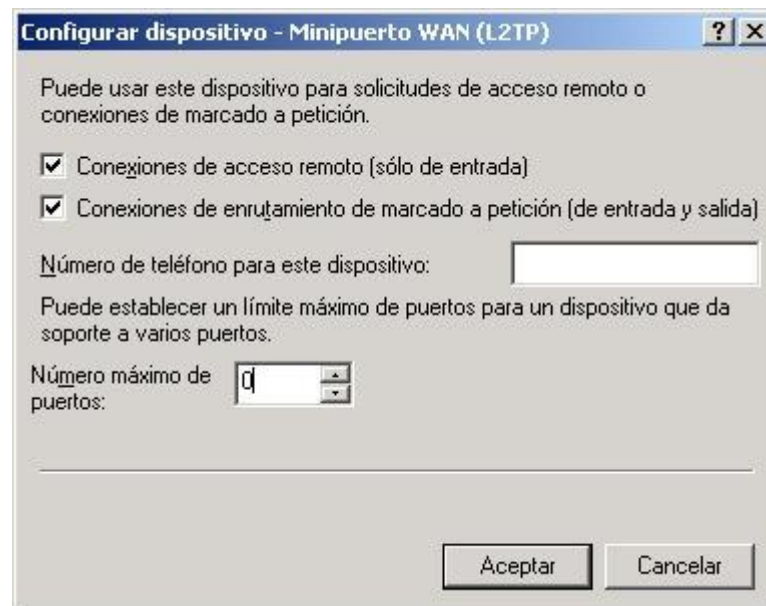 Configurar dispositivo - Minipuerto WAN (L2TP)
Puede usar este dispositivo para solicitudes de acceso remoto o
conexiones de marcado a petición.
Conexiones de acceso remoto (sólo de entrada)
Conexiones de enrutamiento de marcado a petición (de entrada y salida)
Número de teléfono para este dispositivo:
Puede establecer un límite máximo de puertos para un dispositivo que da
soporte a varios puertos.
Número máximo de
puertos:
0
Aceptar
Cancelar